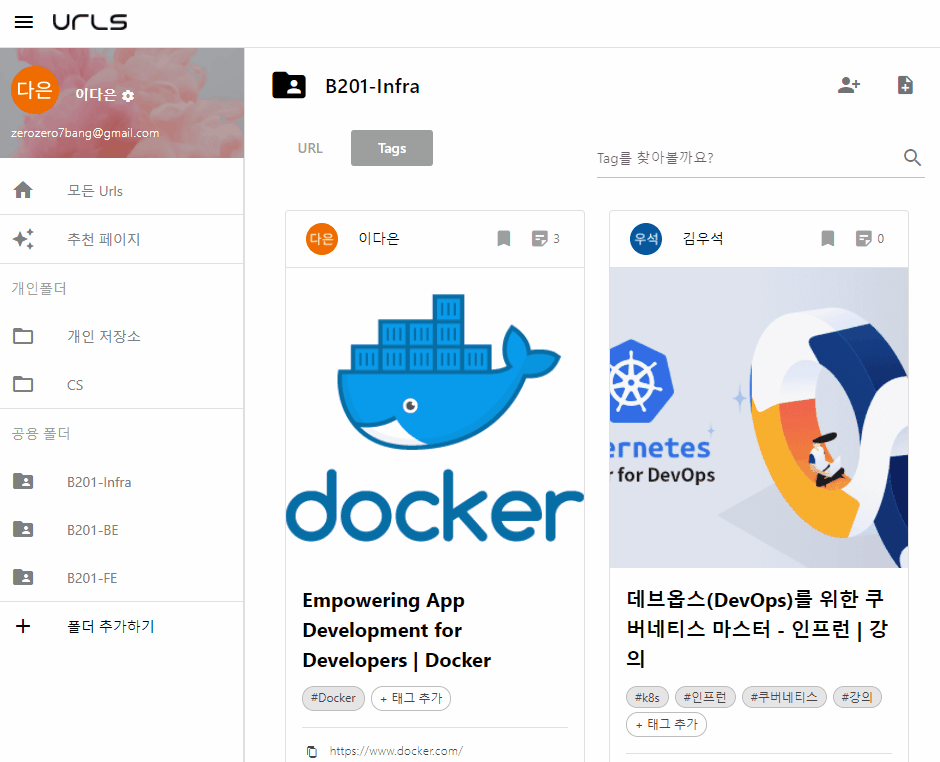 urls
다은
이다은
zerozero7bang@gmail.com
모든 Urls
추천 페이지
개인폴더
개인 저장소
CS
공용 폴더
B201-Infra
B201-BE
B201-FE
폴더 추가하기
B201-Infra
URL
Tags
Tag를 찾아볼까요?
다은
이다은
3
docker
Empowering App
Development for
Developers | Docker
#Docker
+ 태그 추가
https://www.docker.com/
우석
김우석
0
ernetes
for DevOps
데브옵스(DevOps)를 위한 쿠
버네티스 마스터 - 인프런 | 강
의
#k8s
#인프런
#쿠버네티스
#강의
+ 태그 추가